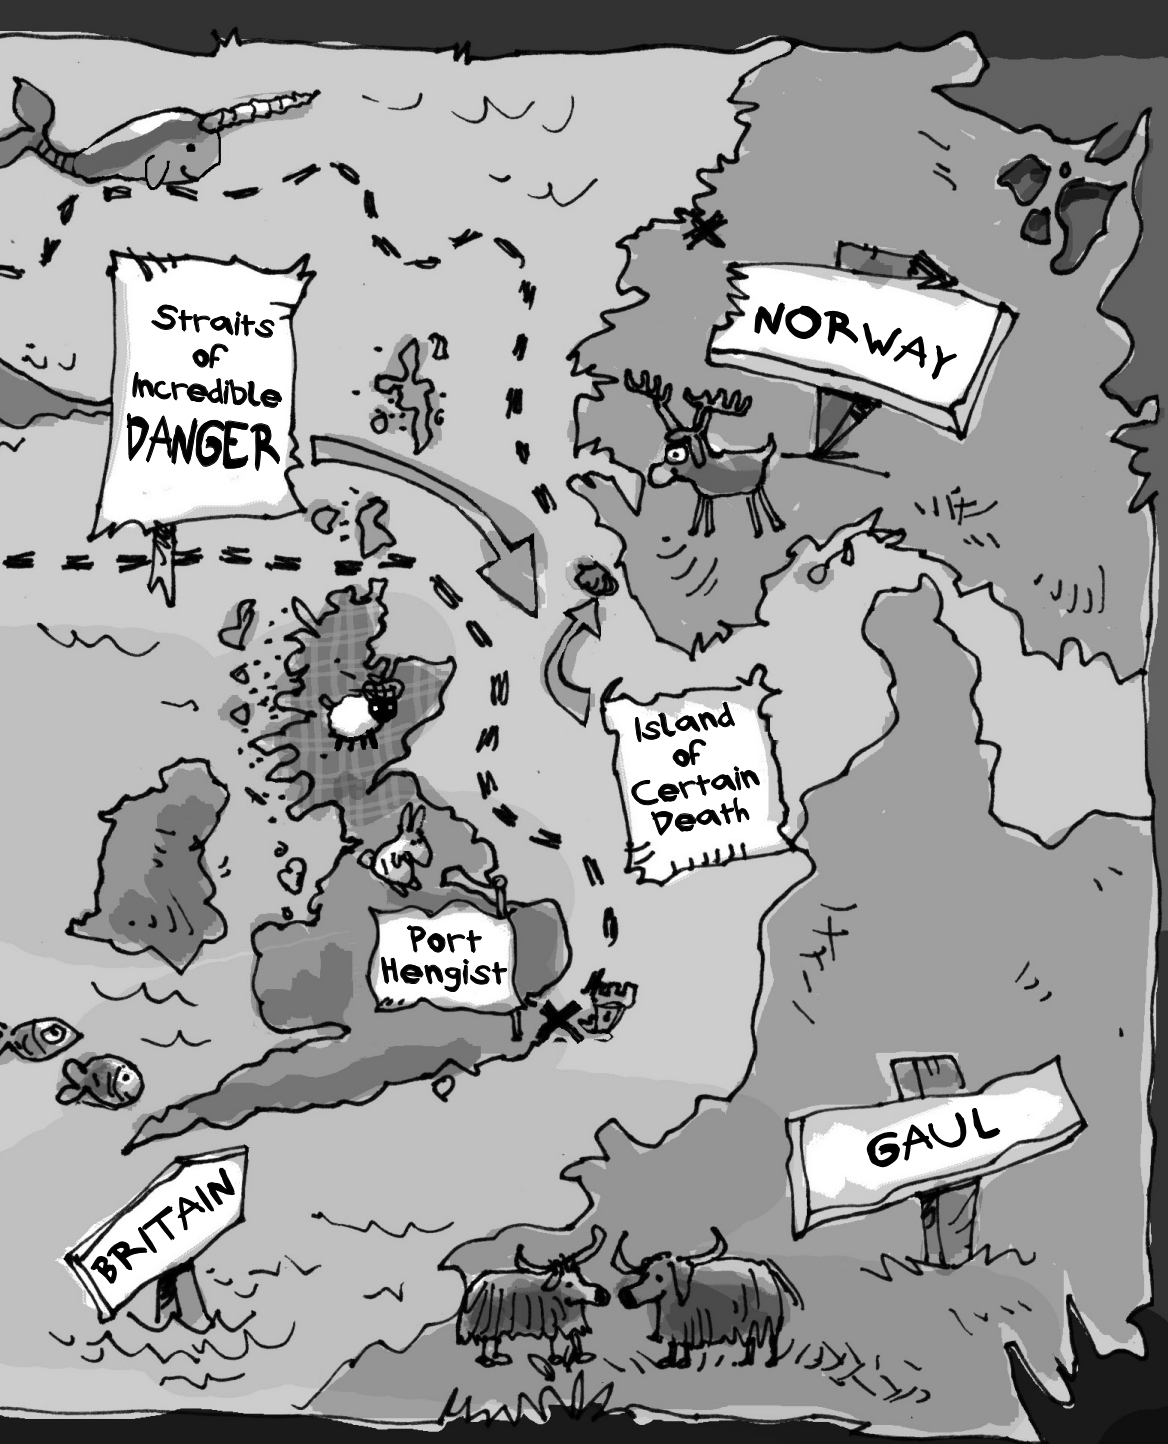 Straits
of
Incredible
DANGER
NORWAY
Island
of
Certain
Death
Port
Hengist
GAUL
BRITAIN